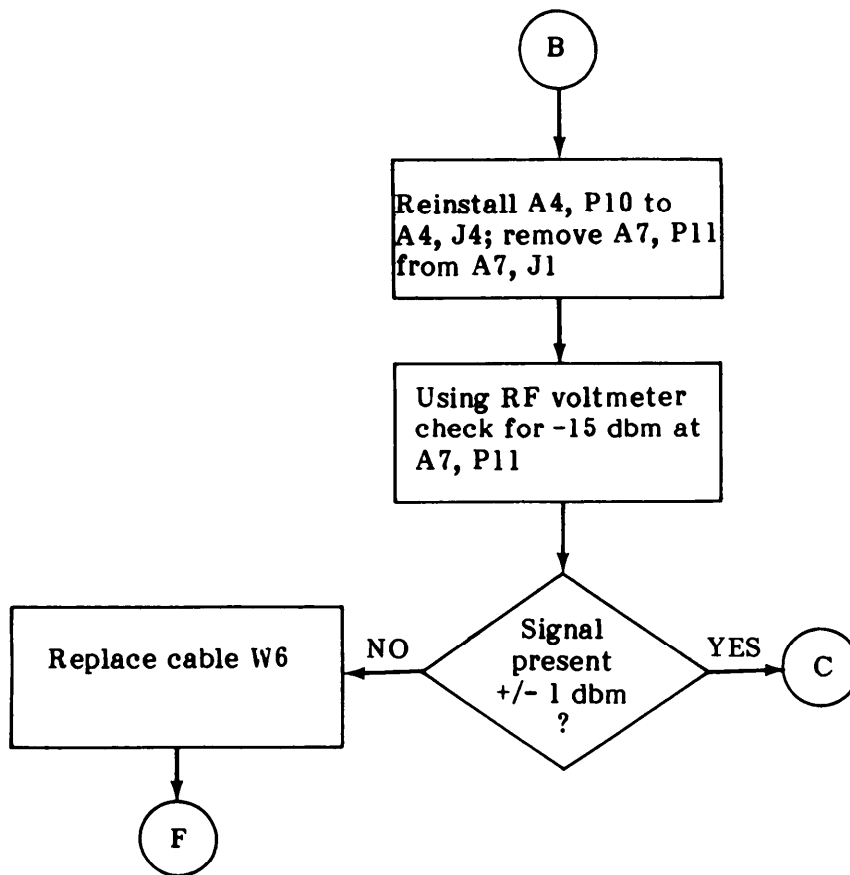 B
Reinstall A4, P10 to
A4, J4; remove A7, P11
from A7, J1
Using RF voltmeter
check for -15 dbm at
A7, P11
Signal
present
+/- 1 dbm
?
NO
YES
Replace cable W6
C
F